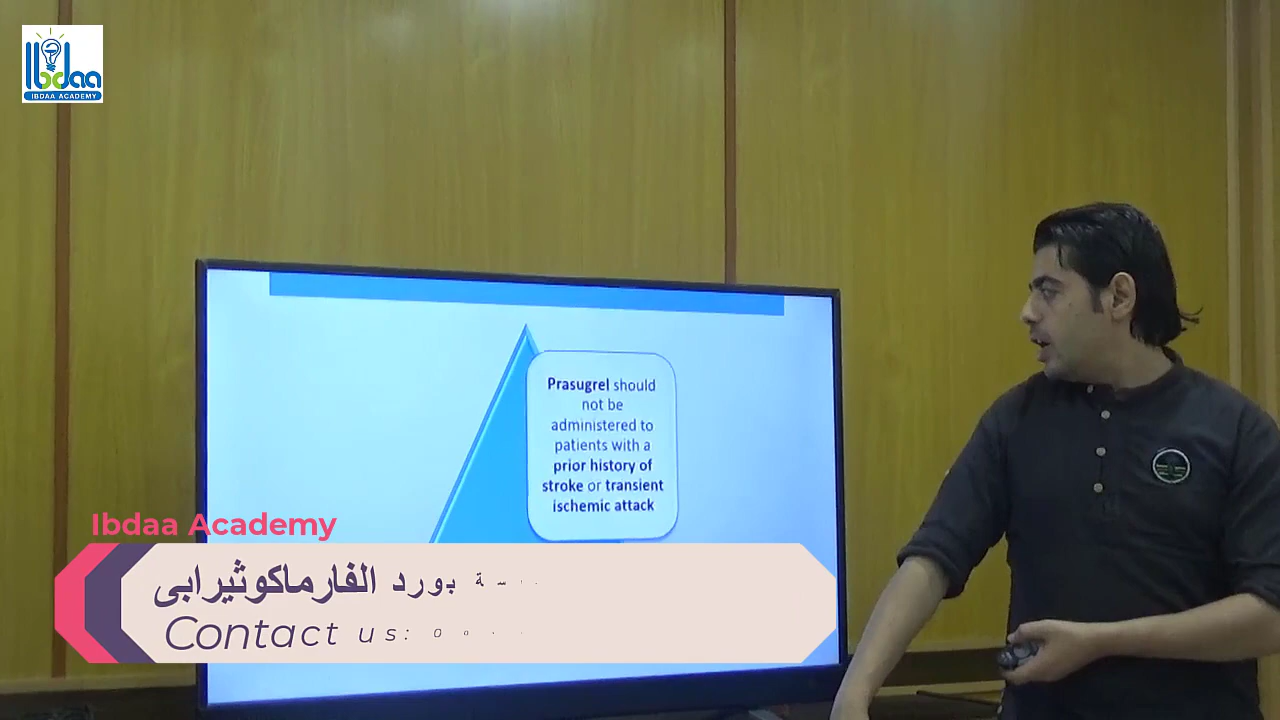 Ibdaa
IBDAA ACADEMY
Prasugrel should
not be
administered to
patients with a
prior history of
stroke or transient
ischemic attack
Ibdaa Academy
بورد الفارماكوثيرابى
Contact us: